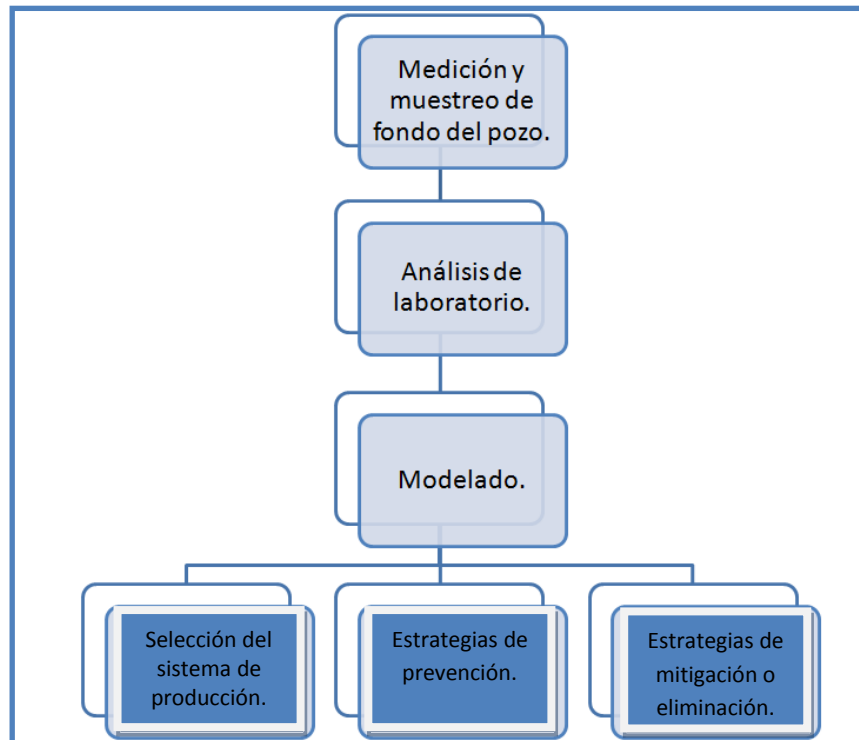 Medición y
muestreo de
fondo del pozo.
Análisis de
laboratorio.
Modelado.
Selección del
sistema de
producción.
Estrategias de
prevención.
Estrategias de
mitigación o
eliminación.